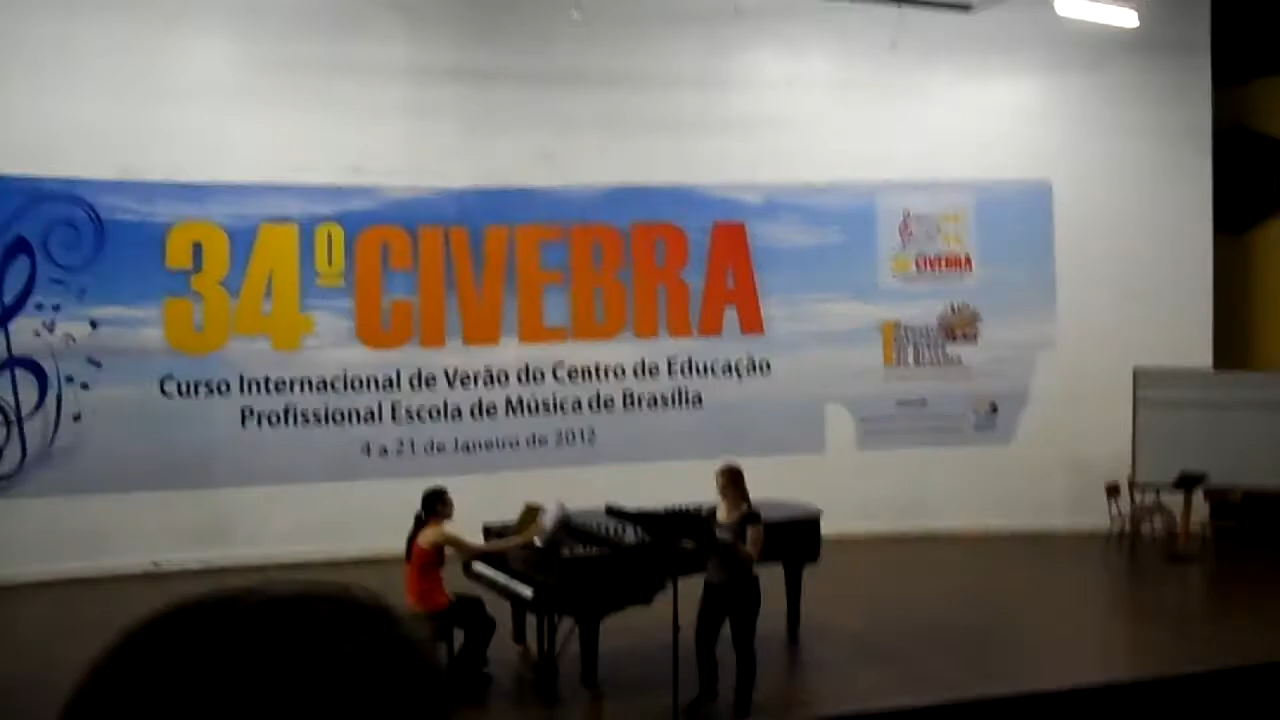 34º CIVEBRA
Curso Internacional de Verão do Centro de Educação
Profissional Escola de Música de Brasília
4 a 21 de Janeiro de 2012
CIVEBRA